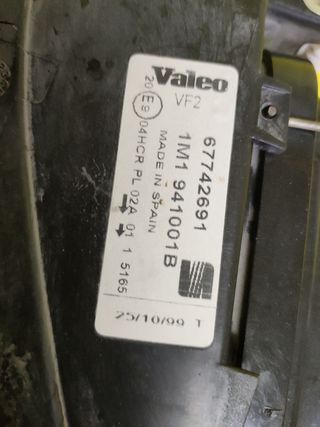 Valeo
VF2
67742691
1M1 941001B
MADE IN SPAIN
20 E9 04HCR PL 02A 01 1 5165
25/10/99 T